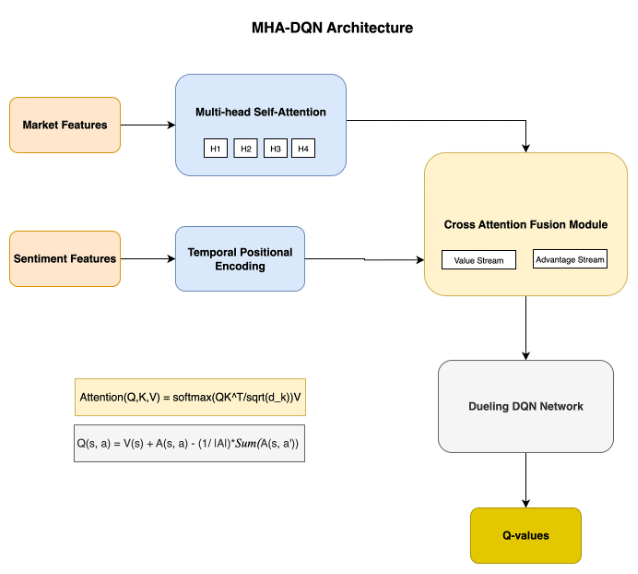 MHA-DQN Architecture
Market Features
Multi-head Self-Attention
H1 H2 H3 H4
Sentiment Features
Temporal Positional
Encoding
Cross Attention Fusion Module
Value Stream
Advantage Stream
Attention(Q,K,V) = softmax(QK^T/sqrt(d_k))V
Q(s, a) = V(s) + A(s, a) - (1/ |A|)*Sum(A(s, a'))
Dueling DQN Network
Q-values